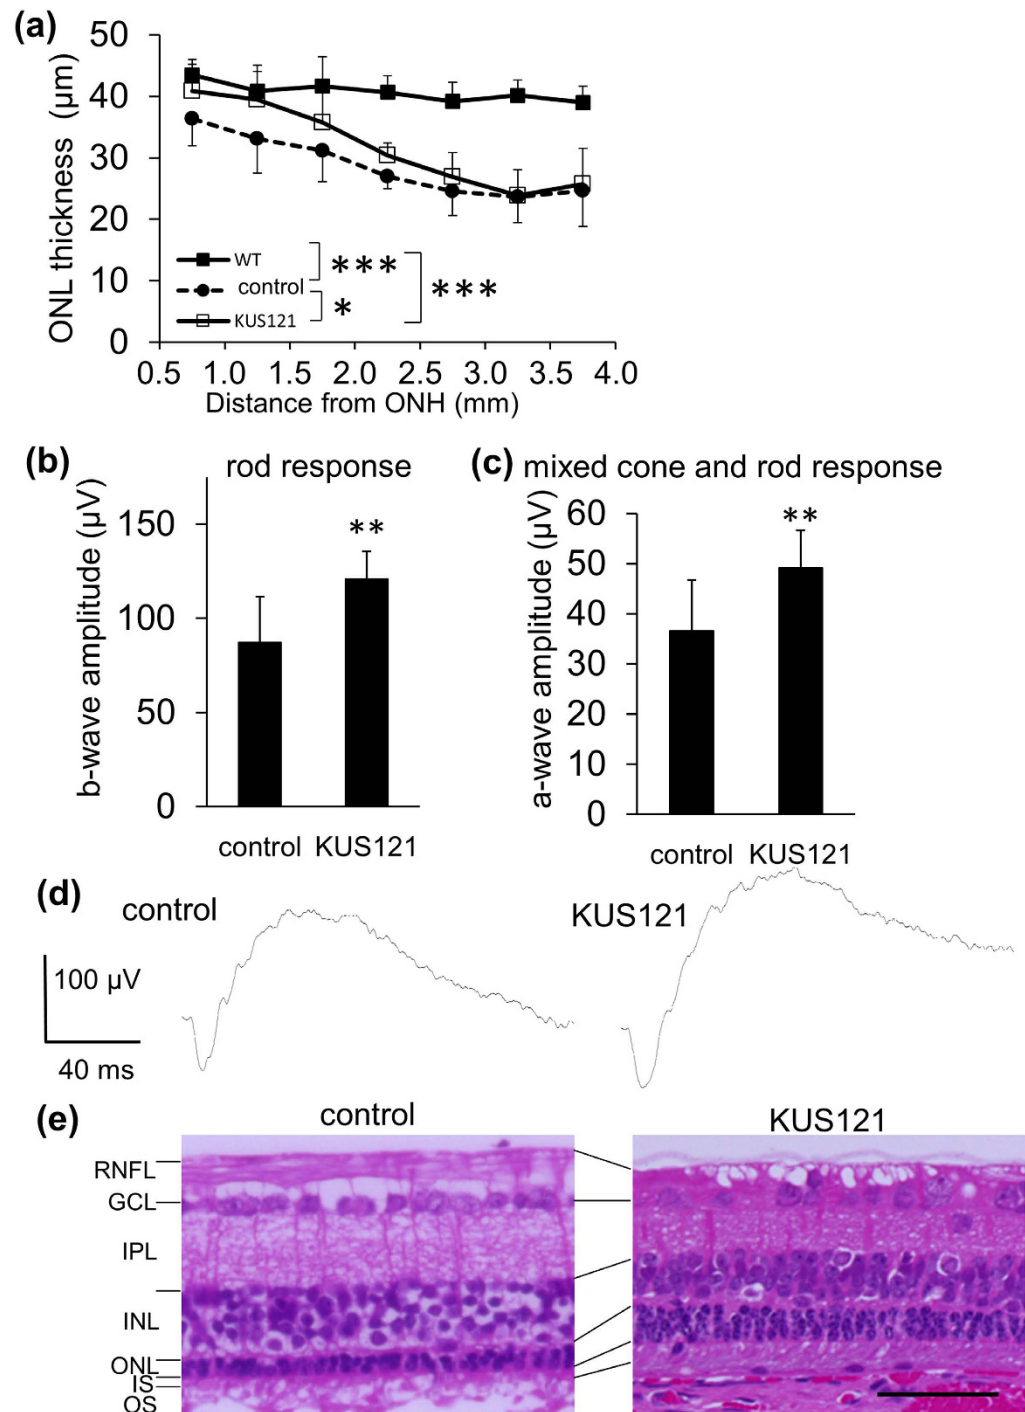 (a)
50
40
30
20
10
0
ONL thickness (μm)
WT
control
KUS121
***
*
***
0.5 1.0 1.5 2.0 2.5 3.0 3.5 4.0
Distance from ONH (mm)
(b)
rod response
b-wave amplitude (μV)
150
100
50
0
**
control KUS121
(c) mixed cone and rod response
a-wave amplitude (μV)
60
50
40
30
20
10
0
**
control KUS121
(d)
control
KUS121
100 μV
40 ms
(e)
control
KUS121
RNFL
GCL
IPL
INL
ONL
IS
OS